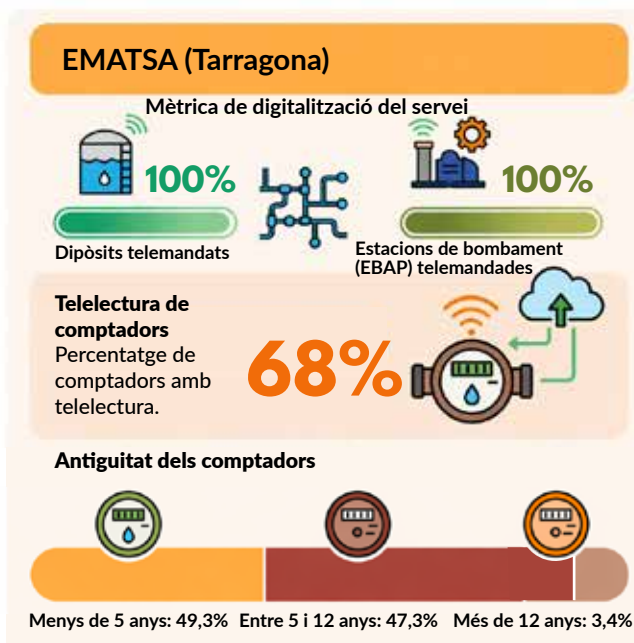 EMATSA (Tarragona)
Mètrica de digitalització del servei
100%
Dipòsits telemandats
100%
Estacions de bombament
(EBAP) telemandades
Telelectura de
comptadors
Percentatge de
comptadors amb
telelectura.
68%
Antiguitat dels comptadors
Menys de 5 anys: 49,3%
Entre 5 i 12 anys: 47,3%
Més de 12 anys: 3,4%